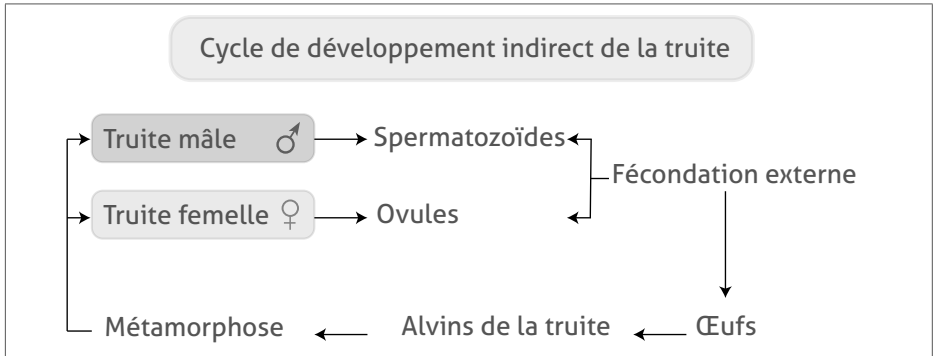 Cycle de développement indirect de la truite
Truite mâle ♂
Spermatozoïdes
Fécondation externe
Truite femelle ♀
Ovules
Métamorphose
Alvins de la truite
Œufs